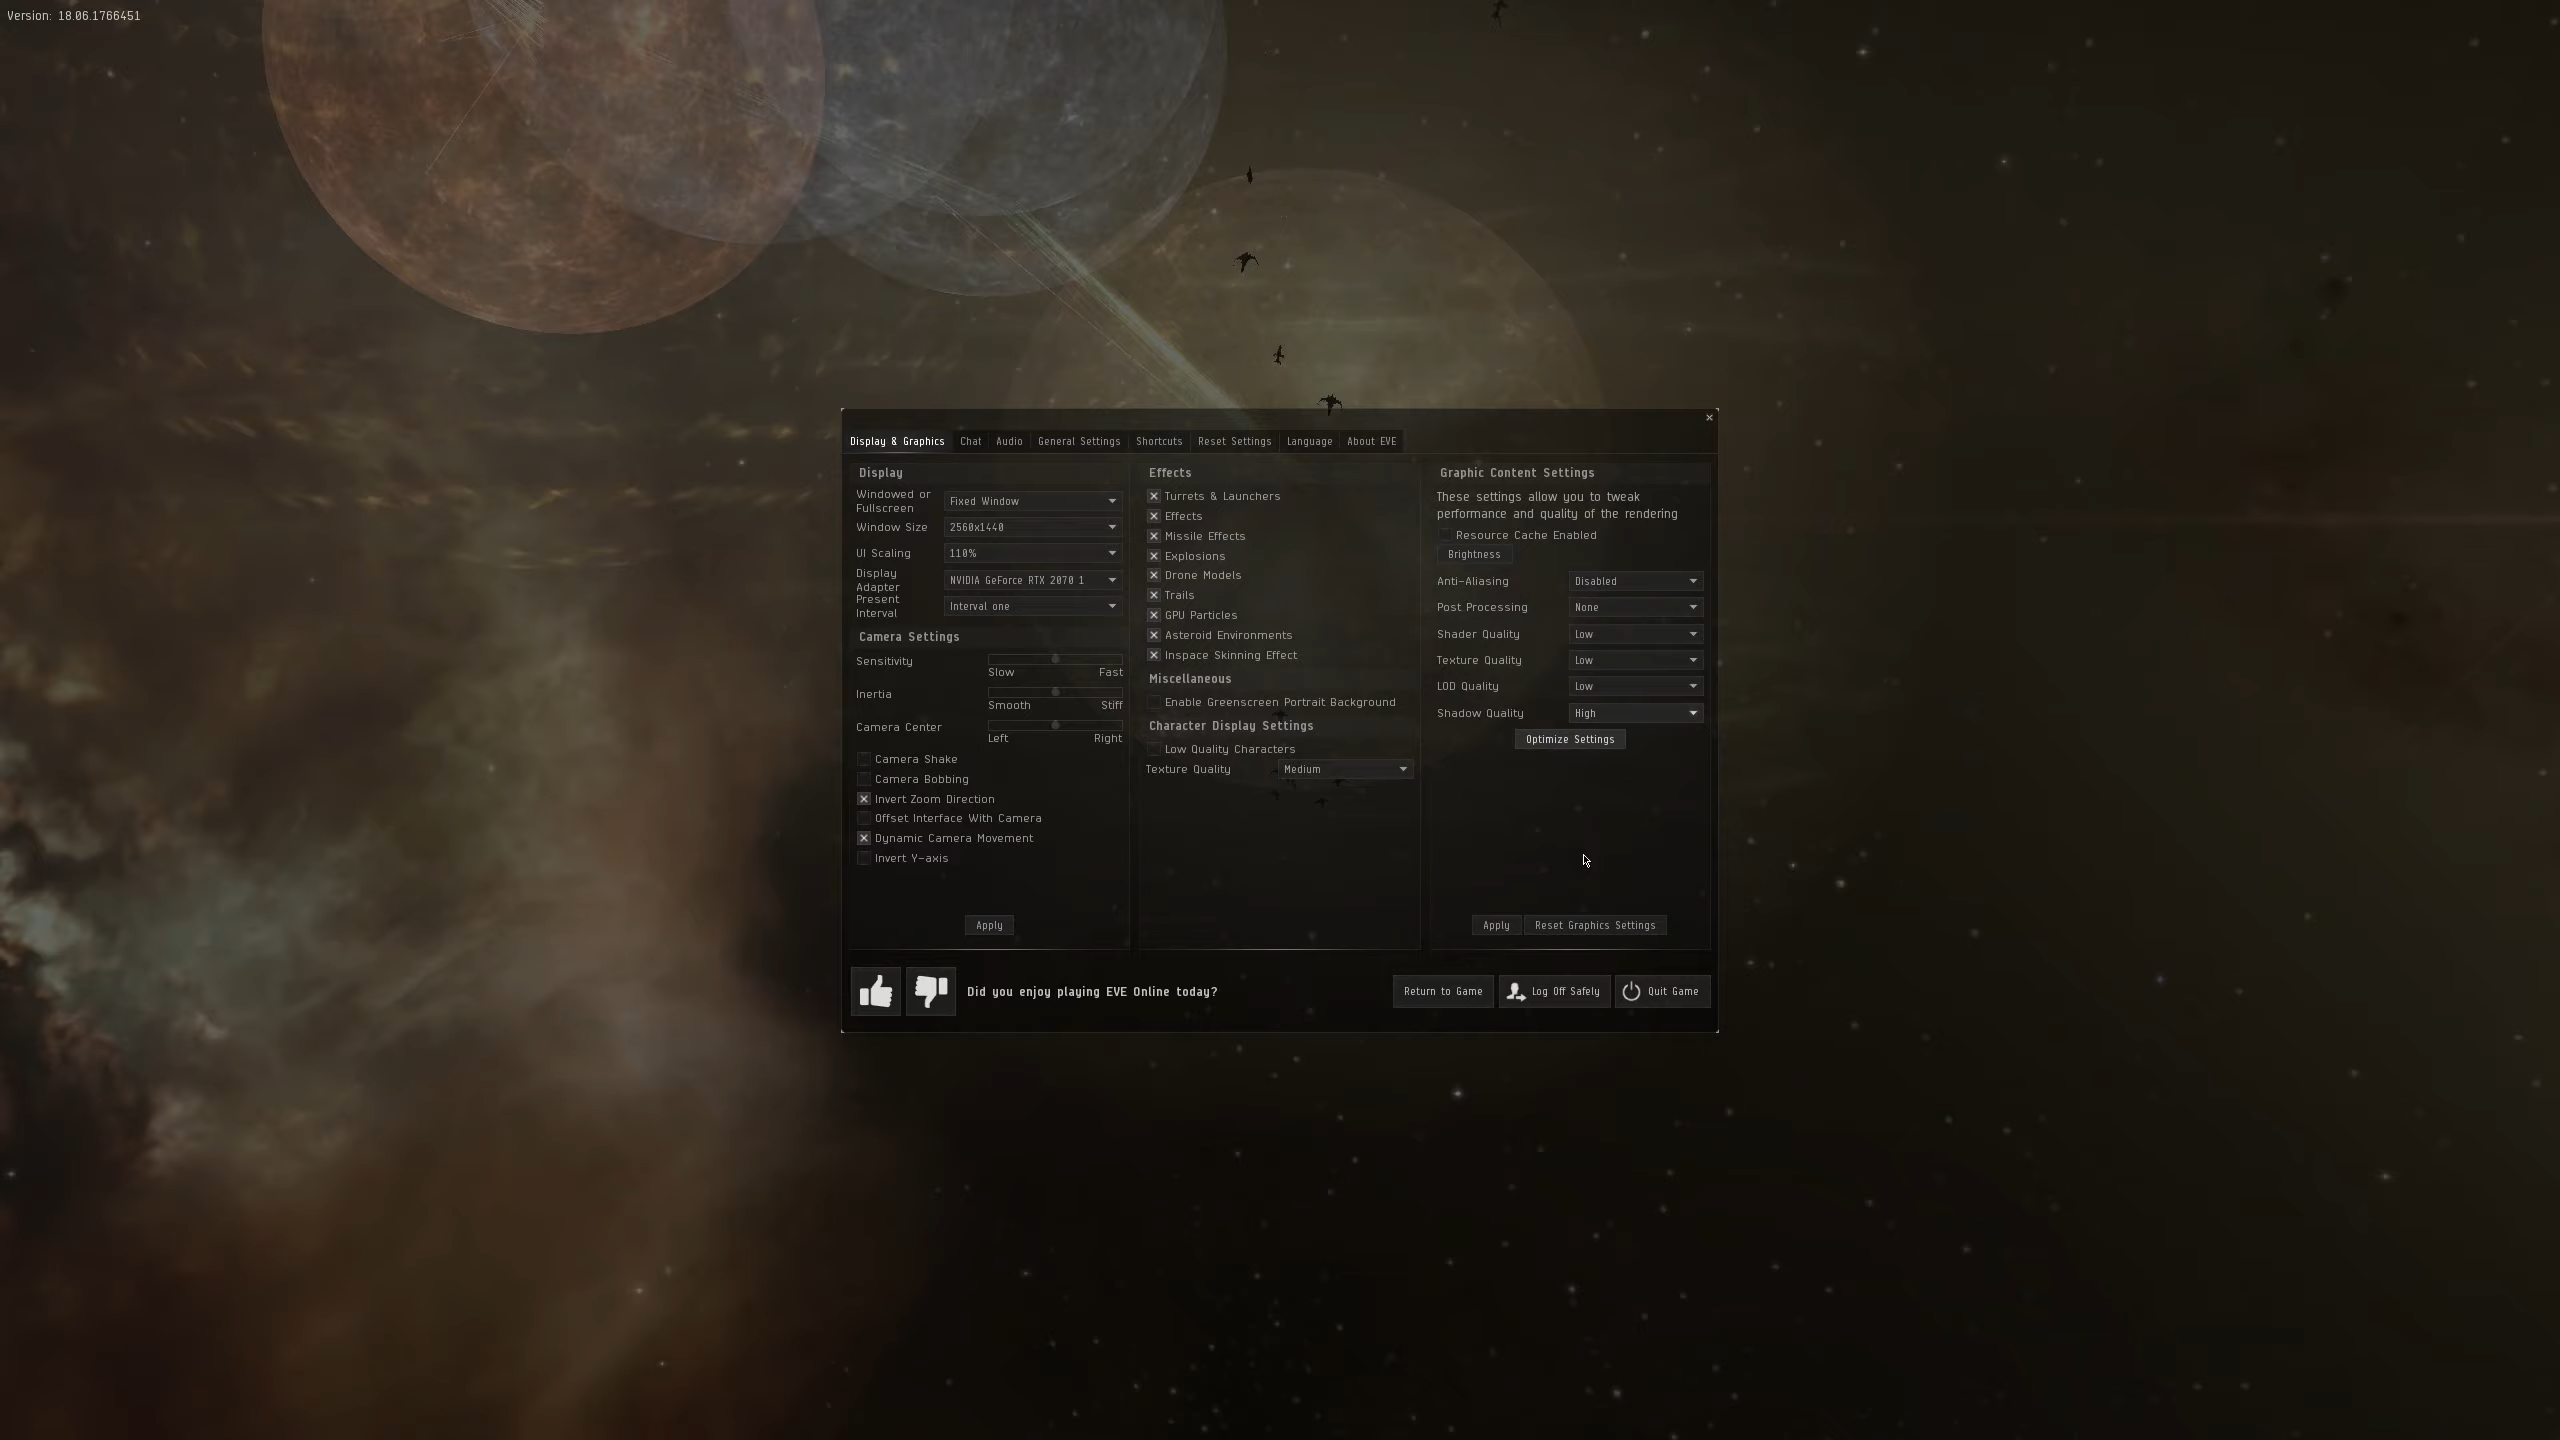 Version: 18.06.1766451
Display & Graphics Chat Audio General Settings Shortcuts Reset Settings Language About EVE
Display
Windowed or
Fullscreen
Fixed Window
Window Size 2560x1440
UI Scaling 110%
Display
Adapter
NVIDIA GeForce RTX 2070 1
Present
Interval
Interval one
Camera Settings
Sensitivity
Slow Fast
Inertia
Smooth Stiff
Camera Center
Left Right
Camera Shake
Camera Bobbing
Invert Zoom Direction
Offset Interface With Camera
Dynamic Camera Movement
Invert Y-axis
Apply
Effects
Turrets & Launchers
Effects
Missile Effects
Explosions
Drone Models
Trails
GPU Particles
Asteroid Environments
Inspace Skinning Effect
Miscellaneous
Enable Greenscreen Portrait Background
Character Display Settings
Low Quality Characters
Texture Quality Medium
Graphic Content Settings
These settings allow you to tweak
performance and quality of the rendering
Resource Cache Enabled
Brightness
Anti-Aliasing Disabled
Post Processing None
Shader Quality Low
Texture Quality Low
LOD Quality Low
Shadow Quality High
Optimize Settings
Apply Reset Graphics Settings
Did you enjoy playing EVE Online today? Return to Game Log Off Safely Quit Game